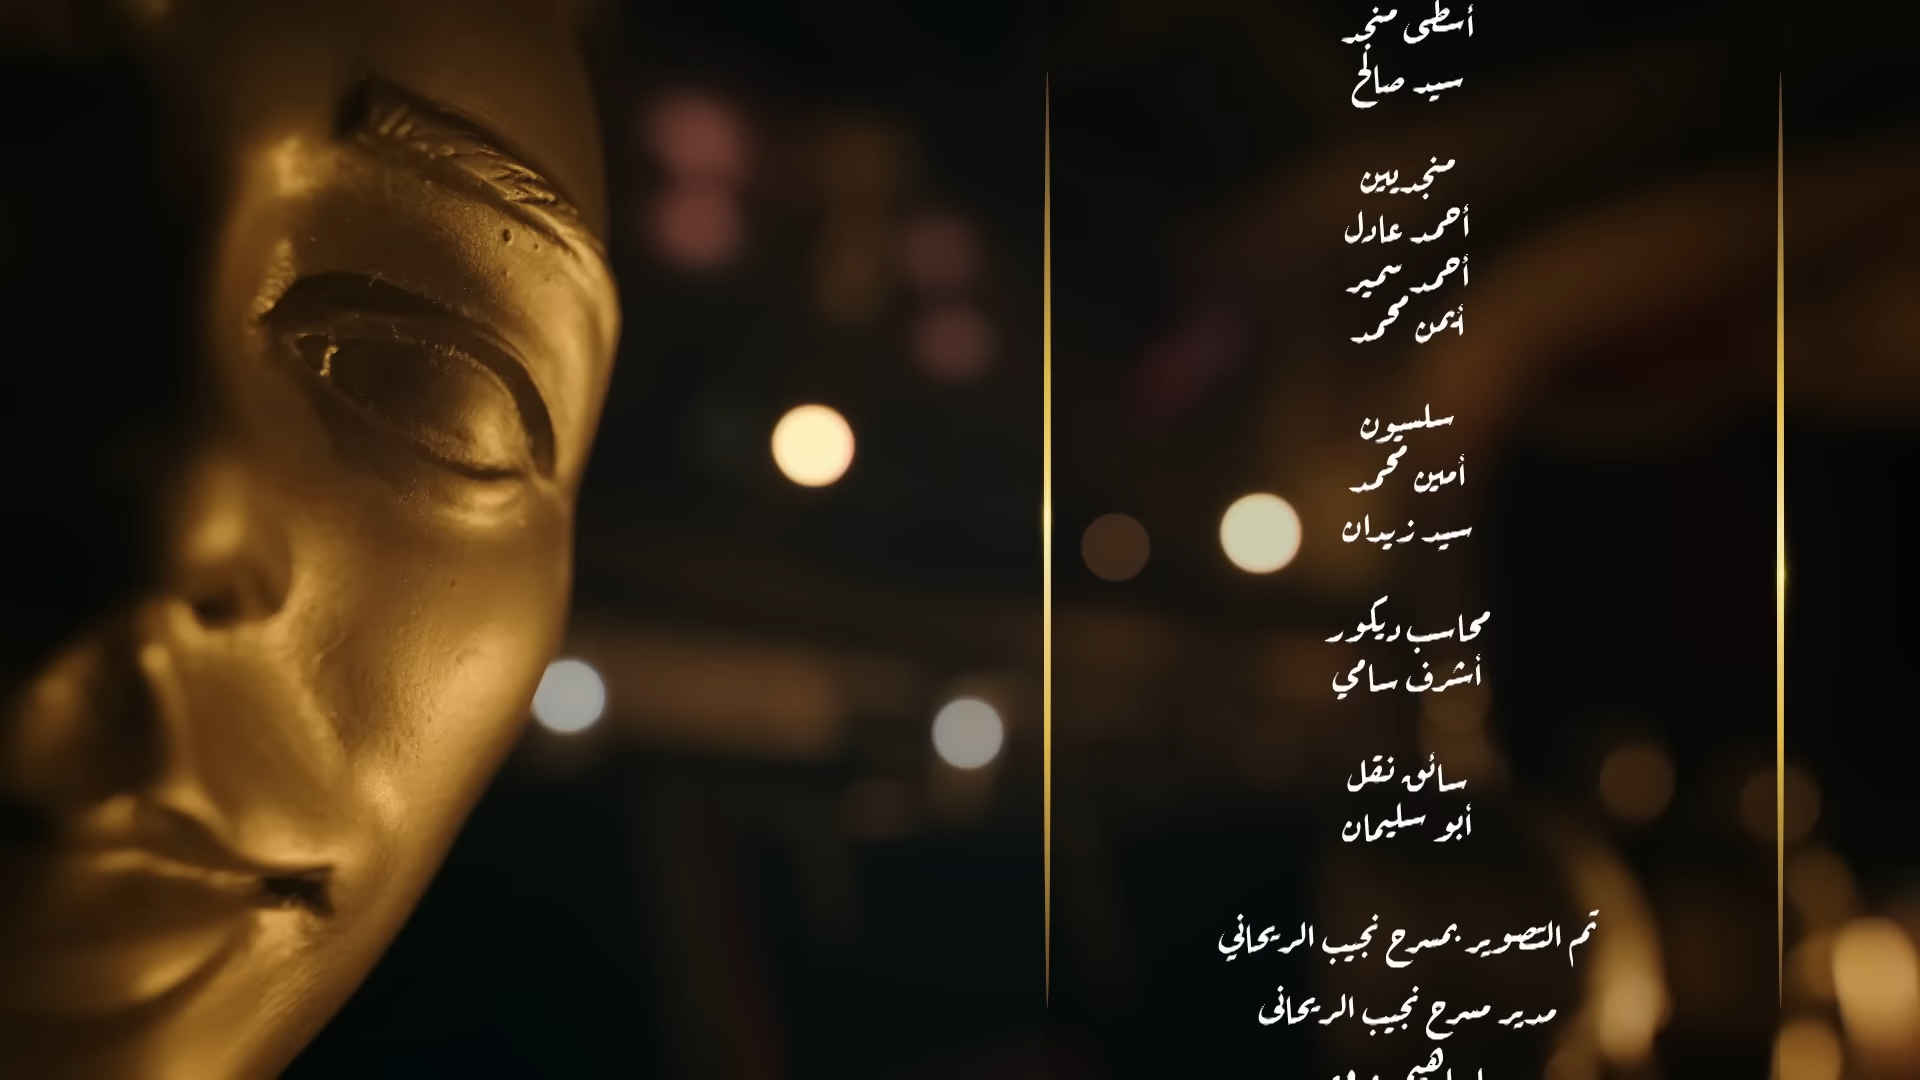 أسطى منجد
سيد صالح
منجديين
أحمد عادل
أحمد سمير
أيمن محمد
سلسيون
أمين محمد
سيد زيدان
محاسب ديكور
أشرف سامي
سائق نقل
أبو سليمان
تم التصوير بمسرح نجيب الريحاني
مدير مسرح نجيب الريحانى